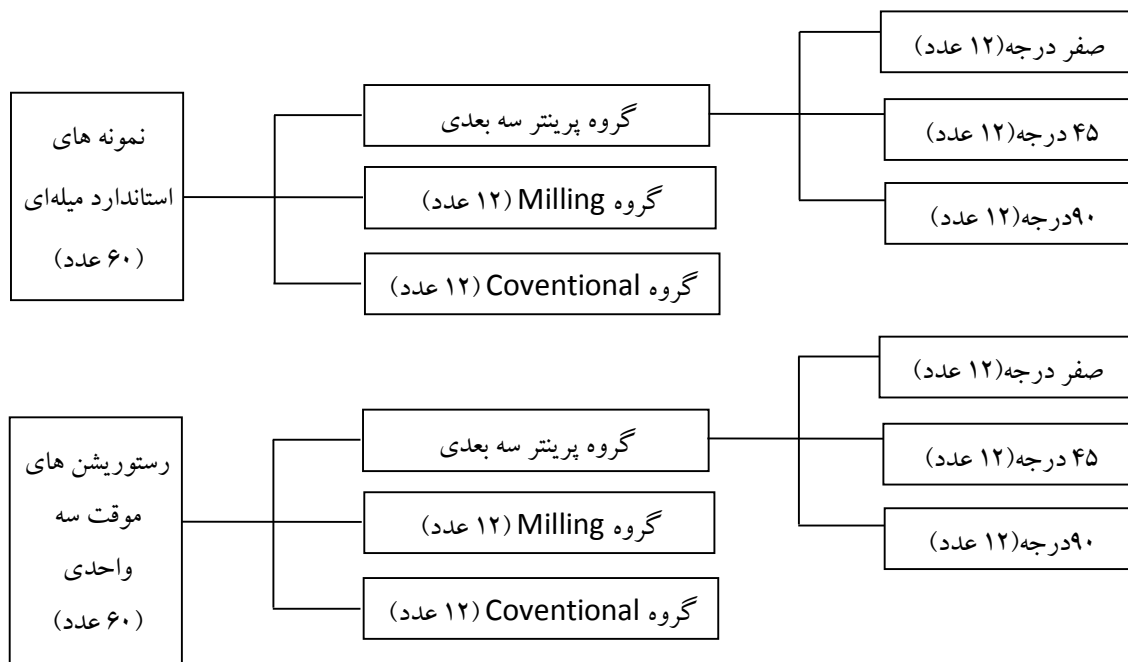 نمونه های
استاندارد میله‌ای
(۶۰ عدد)
گروه پرینتر سه بعدی
گروه Milling (۱۲ عدد)
گروه Coventional (۱۲ عدد)
صفر درجه(۱۲ عدد)
۴۵ درجه(۱۲ عدد)
۹۰درجه(۱۲ عدد)
رستوریشن های
موقت سه
واحدی
(۶۰ عدد)
گروه پرینتر سه بعدی
گروه Milling (۱۲ عدد)
گروه Coventional (۱۲ عدد)
صفر درجه(۱۲ عدد)
۴۵ درجه(۱۲ عدد)
۹۰درجه(۱۲ عدد)